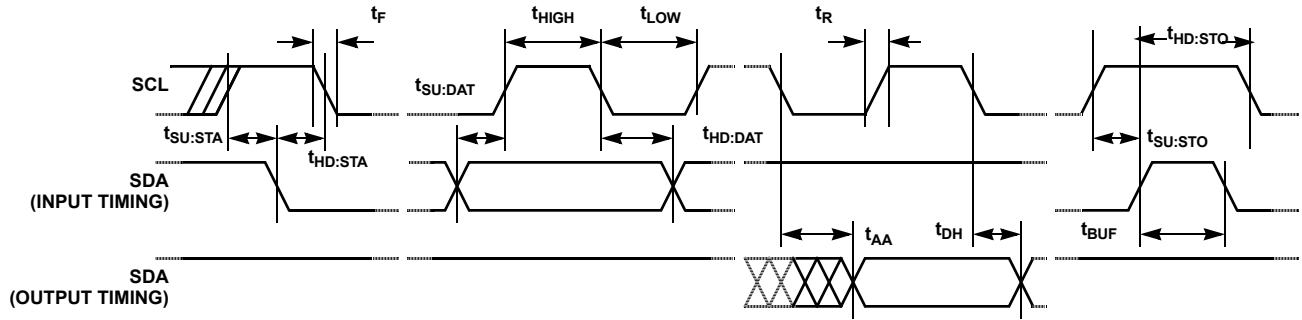 tF
tHIGH
tLOW
tR
tHD:STO
SCL
tSU:DAT
tSU:STA
tHD:STA
tHD:DAT
tSU:STO
SDA
(INPUT TIMING)
tAA
tDH
tBUF
SDA
(OUTPUT TIMING)